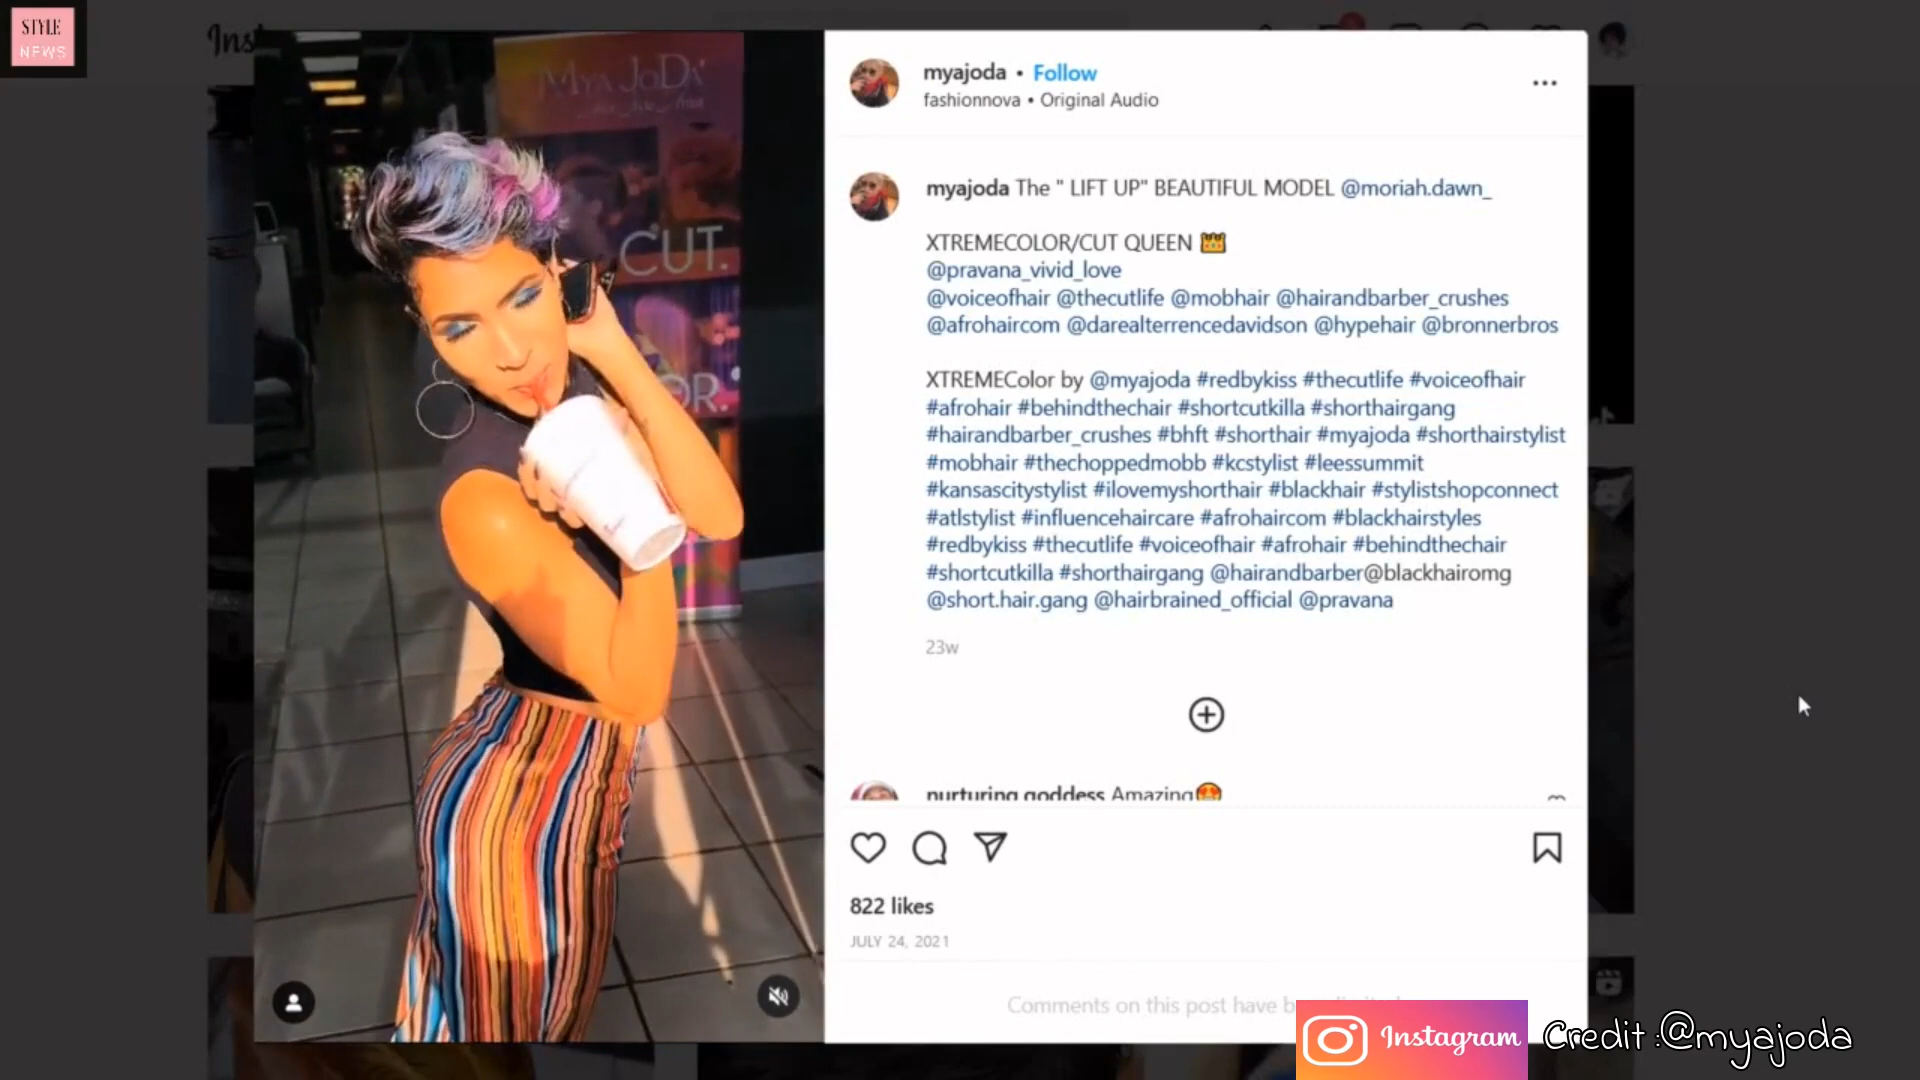 STYLE
NEWS
Inst
MYA JODA
CUT.
OR.
myajoda • Follow
fashionnova • Original Audio
myajoda The " LIFT UP" BEAUTIFUL MODEL @moriah.dawn_
XTREMECOLOR/CUT QUEEN 👑
@pravana_vivid_love
@voiceofhair @thecutlife @mobhair @hairandbarber_crushes
@afrohaircom @darealterrencedavidson @hypehair @bronnerbros
XTREMEColor by @myajoda #redbykiss #thecutlife #voiceofhair
#afrohair #behindthechair #shortcutkilla #shorthairgang
#hairandbarber_crushes #bhft #shorthair #myajoda #shorthairstylist
#mobhair #thechoppedmobb #kcstylist #leessummit
#kansascitystylist #ilovemyshorthair #blackhair #stylistshopconnect
#atlstylist #influencehaircare #afrohaircom #blackhairstyles
#redbykiss #thecutlife #voiceofhair #afrohair #behindthechair
#shortcutkilla #shorthairgang @hairandbarber@blackhairomg
@short.hair.gang @hairbrained_official @pravana
23w
nurturing goddess Amazing😍
822 likes
JULY 24, 2021
Comments on this post have
Instagram
Credit :@myajoda